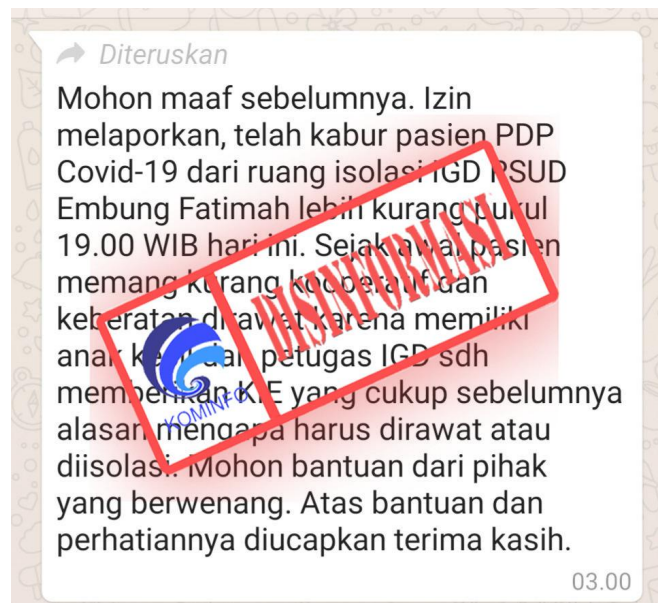 Diteruskan
Mohon maaf sebelumnya. Izin
melaporkan, telah kabur pasien PDP
Covid-19 dari ruang isolasi IGD RSUD
Embung Fatimah lebih kurang pukul
19.00 WIB hari ini. Sejak awal pasien
memang kurang kooperatif dan
keberatan dirawat karena memiliki
anak kecil dan petugas IGD sdh
memberikan KIE yang cukup sebelumnya
alasan mengapa harus dirawat atau
diisolasi. Mohon bantuan dari pihak
yang berwenang. Atas bantuan dan
perhatiannya diucapkan terima kasih.
03.00
KOMINFO
DISINFORMASI